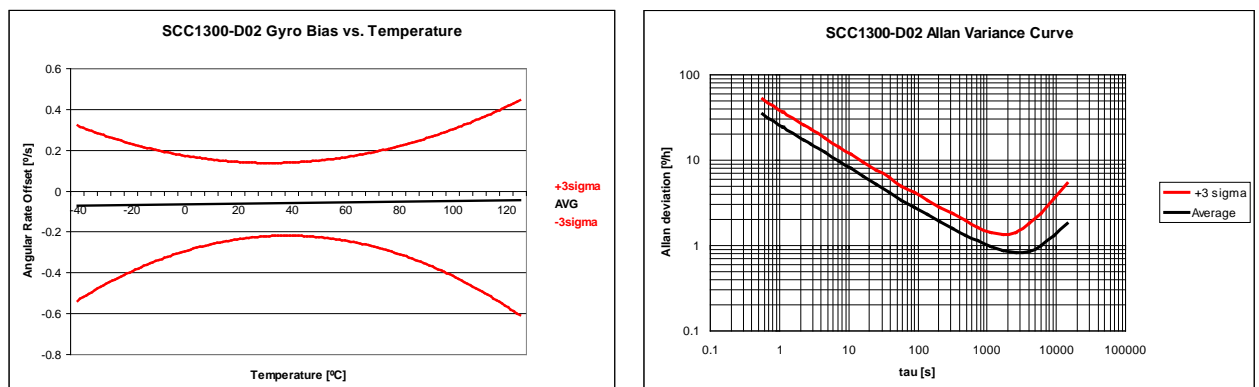 SCC1300-D02 Gyro Bias vs. Temperature
0.6
0.4
0.2
0
-0.2
-0.4
-0.6
-0.8
-40 -20 0 20 40 60 80 100 120
Angular Rate Offset [º/s]
Temperature [ºC]
+3sigma
AVG
-3sigma
SCC1300-D02 Allan Variance Curve
100
10
1
0.1
0.1 1 10 100 1000 10000 100000
Allan deviation [º/h]
tau [s]
+3 sigma
Average